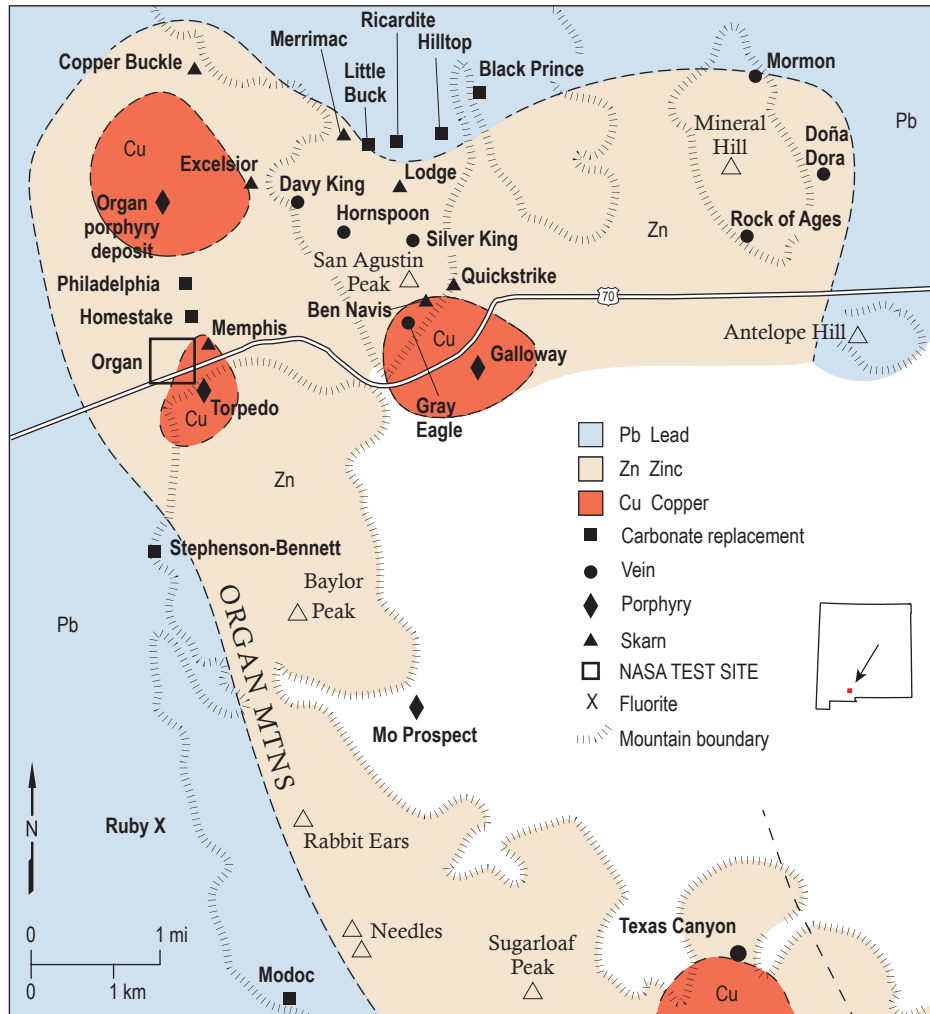 Ricardite
Merrimac
Hilltop
Copper Buckle
Little
Buck
Black Prince
Mormon
Cu
Mineral
Hill
Pb
Doña
Dora
Excelsior
Lodge
Davy King
Organ
porphyry
deposit
Hornspoon
Rock of Ages
Silver King
Zn
San Agustin
Peak
Quickstrike
Philadelphia
70
Ben Navis
Homestake
Memphis
Cu
Antelope Hill
Organ
Galloway
Torpedo
Cu
Gray
Eagle
Pb Lead
Zn Zinc
Cu Copper
Carbonate replacement
Vein
Porphyry
Skarn
NASA TEST SITE
X Fluorite
Mountain boundary
Zn
Stephenson-Bennett
Baylor
Peak
Pb
ORGAN MTNS
Mo Prospect
Ruby X
N
Rabbit Ears
Texas Canyon
Needles
Sugarloaf
Peak
0 1 mi
0 1 km
Modoc
Cu